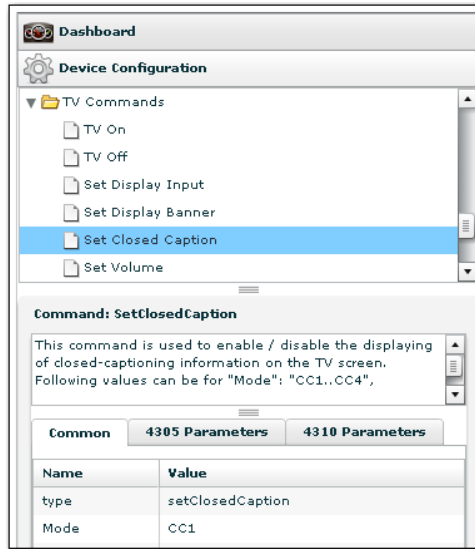 Dashboard
Device Configuration
TV Commands
TV On
TV Off
Set Display Input
Set Display Banner
Set Closed Caption
Set Volume
Command: SetClosedCaption
This command is used to enable / disable the displaying
of closed-captioning information on the TV screen.
Following values can be for "Mode": "CC1..CC4",
Common 4305 Parameters 4310 Parameters
Name Value
type setClosedCaption
Mode CC1